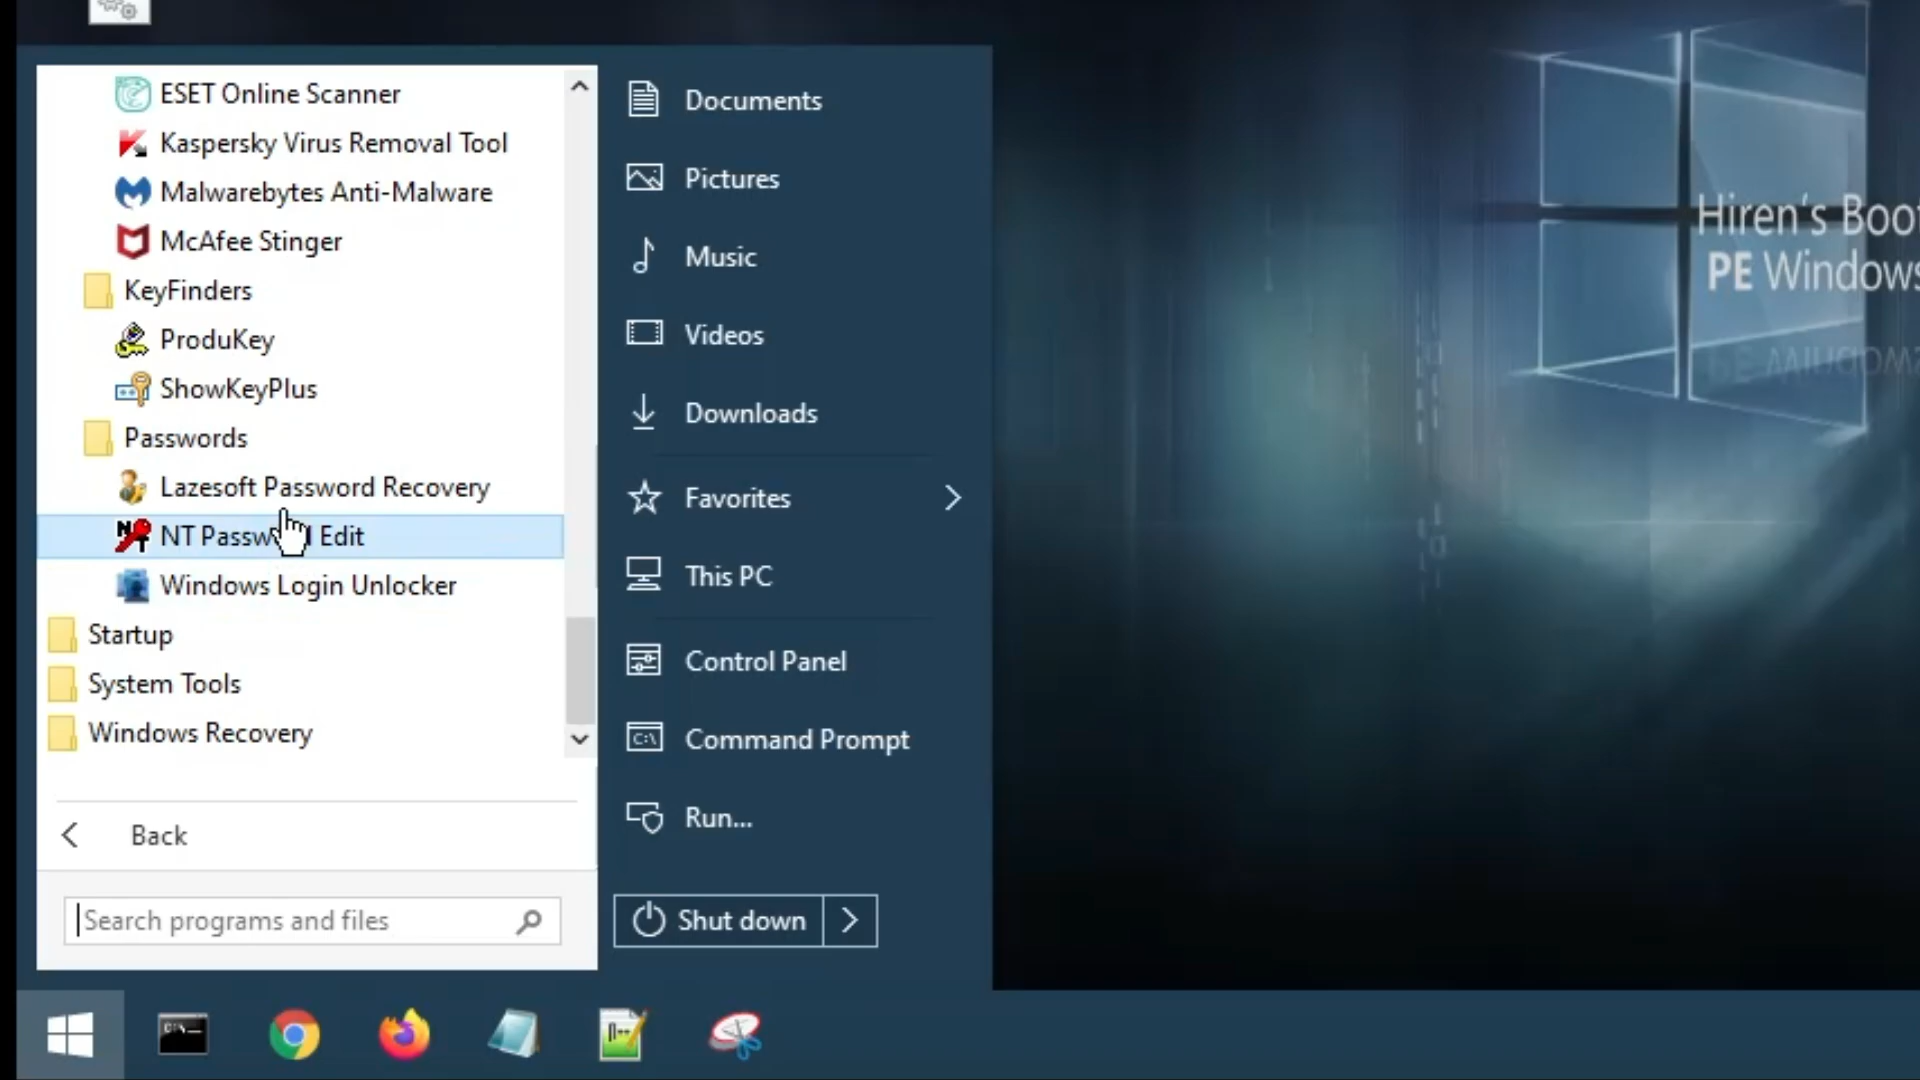 ESET Online Scanner
Kaspersky Virus Removal Tool
Malwarebytes Anti-Malware
McAfee Stinger
KeyFinders
ProduKey
ShowKeyPlus
Passwords
Lazesoft Password Recovery
NT Passw Edit
Windows Login Unlocker
Startup
System Tools
Windows Recovery
Back
Search programs and files
Documents
Pictures
Music
Videos
Downloads
Favorites
This PC
Control Panel
Command Prompt
Run...
Shut down
Hiren's Boot
PE Windows